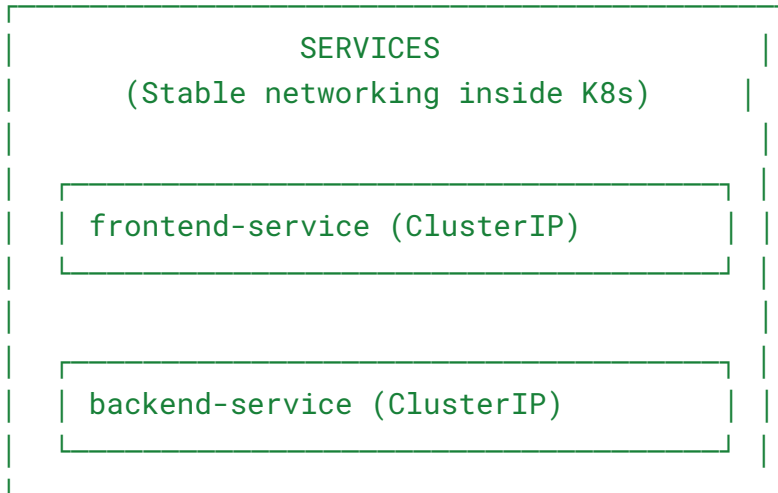 SERVICES
(Stable networking inside K8s)
frontend-service (ClusterIP)
backend-service (ClusterIP)